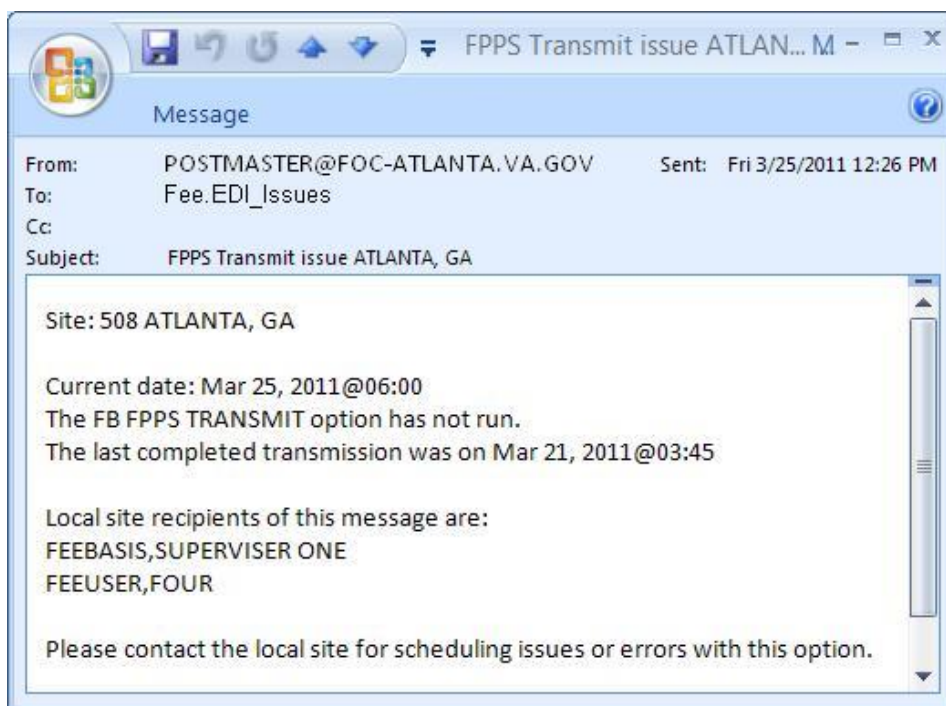 FPPS Transmit issue ATLAN... M
Message
From: POSTMASTER@FOC-ATLANTA.VA.GOV Sent: Fri 3/25/2011 12:26 PM
To: Fee.EDI_Issues
Cc:
Subject: FPPS Transmit issue ATLANTA, GA
Site: 508 ATLANTA, GA
Current date: Mar 25, 2011@06:00
The FB FPPS TRANSMIT option has not run.
The last completed transmission was on Mar 21, 2011@03:45
Local site recipients of this message are:
FEEBASIS,SUPERVISER ONE
FEEUSER,FOUR
Please contact the local site for scheduling issues or errors with this option.